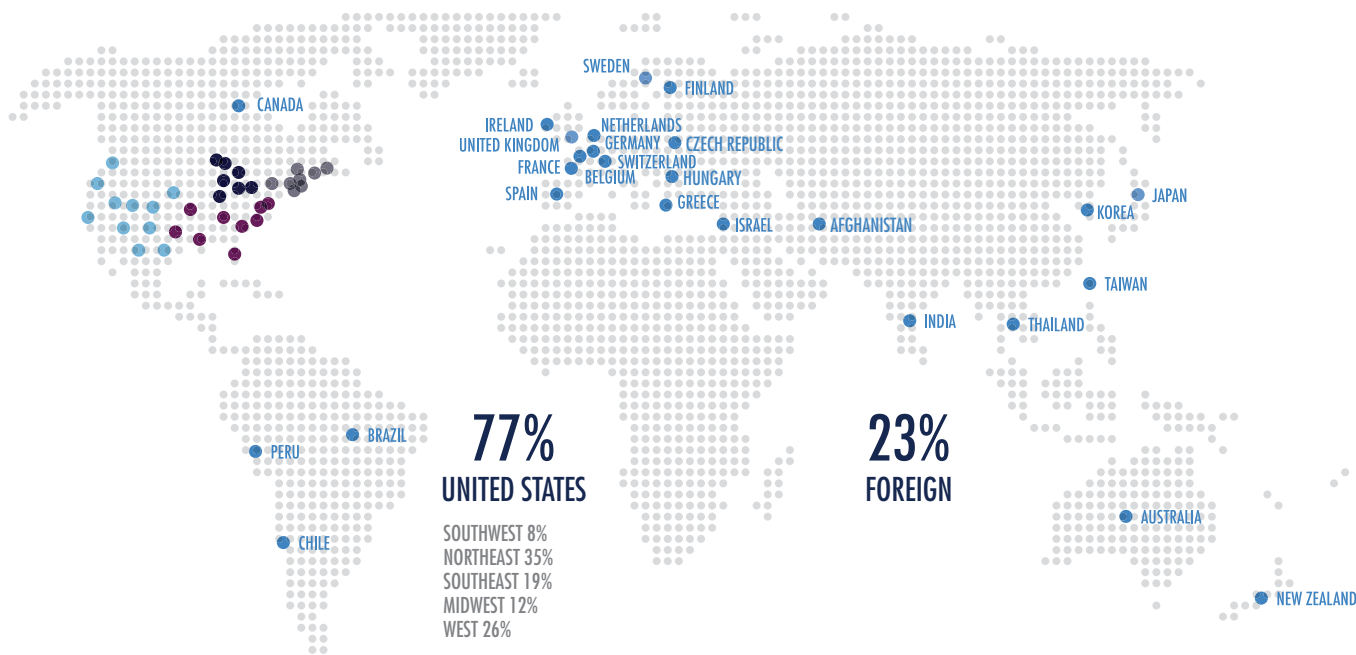 SWEDEN
FINLAND
CANADA
IRELAND
NETHERLANDS
UNITED KINGDOM
GERMANY
CZECH REPUBLIC
FRANCE
SWITZERLAND
BELGIUM
HUNGARY
SPAIN
GREECE
JAPAN
KOREA
ISRAEL
AFGHANISTAN
TAIWAN
INDIA
THAILAND
BRAZIL
PERU
77%
UNITED STATES
23%
FOREIGN
AUSTRALIA
CHILE
SOUTHWEST 8%
NORTHEAST 35%
SOUTHEAST 19%
MIDWEST 12%
WEST 26%
NEW ZEALAND